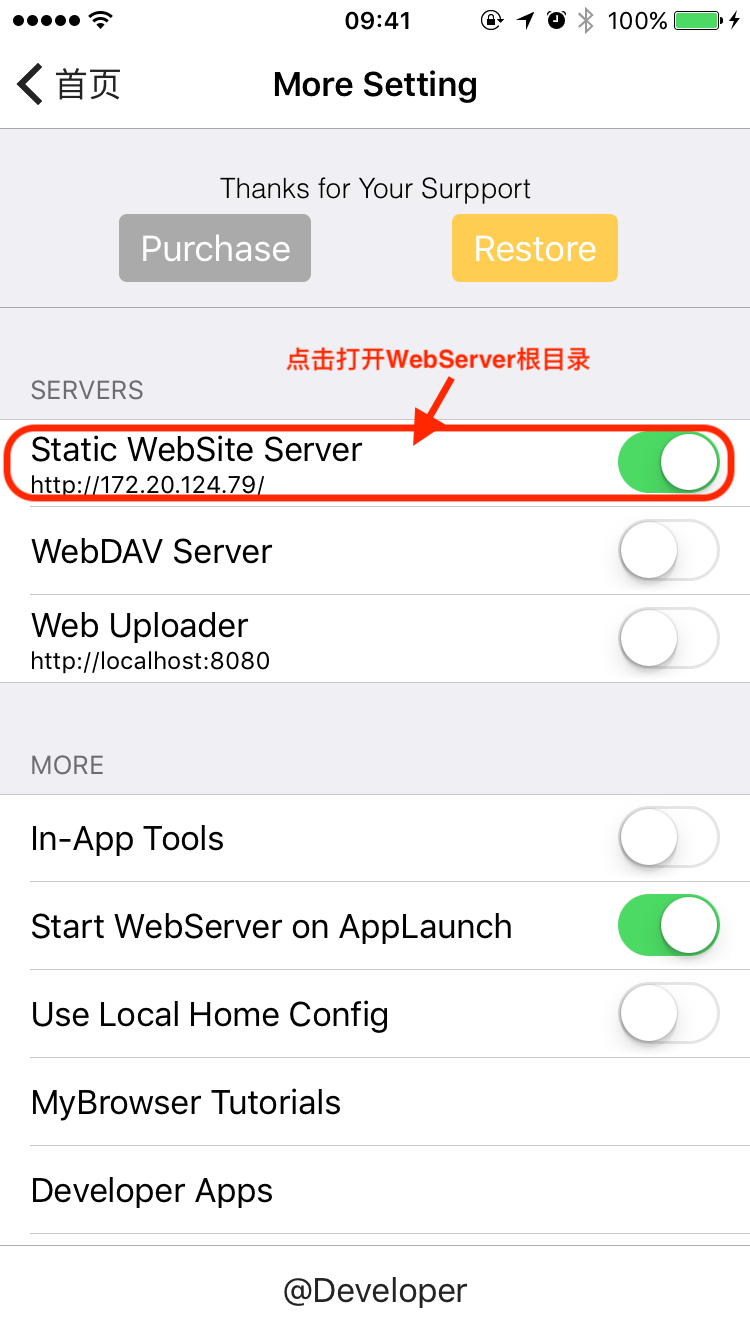 09:41
100%
首页
More Setting
Thanks for Your Surpport
Purchase
Restore
点击打开WebServer根目录
SERVERS
Static WebSite Server
http://172.20.124.79/
WebDAV Server
Web Uploader
http://localhost:8080
MORE
In-App Tools
Start WebServer on AppLaunch
Use Local Home Config
MyBrowser Tutorials
Developer Apps
@Developer